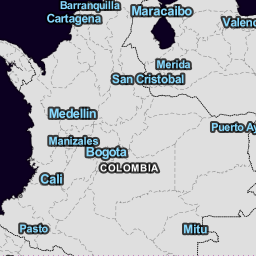 Barranquilla
Maracaibo
Cartagena
Valenc
Merida
San Cristobal
Medellin
Puerto Ay
Manizales
Bogota
COLOMBIA
Cali
Pasto
Mitu